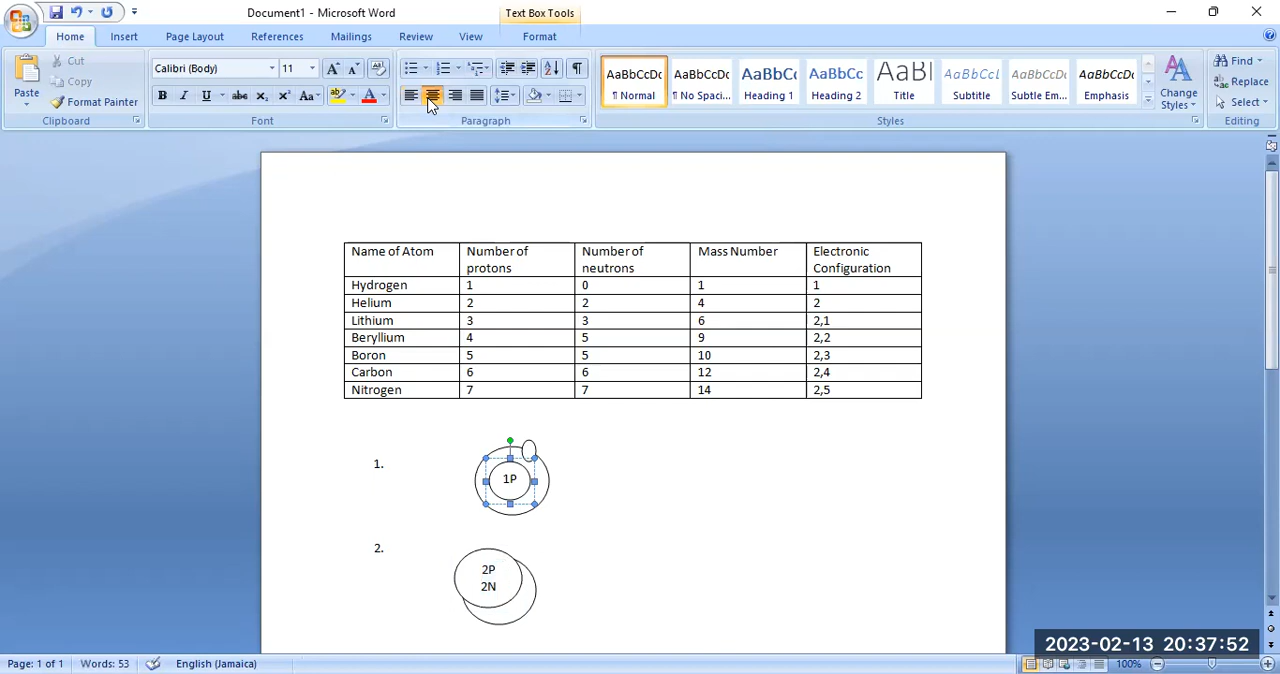 Document1 - Microsoft Word
Text Box Tools
Home Insert Page Layout References Mailings Review View Format
Paste
Cut
Copy
Format Painter
Clipboard
Calibri (Body) 11
B I U abc x₂ x² Aa
Font
Paragraph
AaBbCcDc AaBbCcDc AaBbCc AaBbCc AaBl AaBbCcL AaBbCcDc AaBbCcDc
¶ Normal ¶ No Spaci... Heading 1 Heading 2 Title Subtitle Subtle Em... Emphasis
Change
Styles
Styles
Find
Replace
Select
Editing
Name of Atom Number of protons Number of neutrons Mass Number Electronic Configuration
Hydrogen 1 0 1 1
Helium 2 2 4 2
Lithium 3 3 6 2,1
Beryllium 4 5 9 2,2
Boron 5 5 10 2,3
Carbon 6 6 12 2,4
Nitrogen 7 7 14 2,5
1.
1P
2.
2P
2N
2023-02-13 20:37:52
Page: 1 of 1 Words: 53 English (Jamaica) 100%